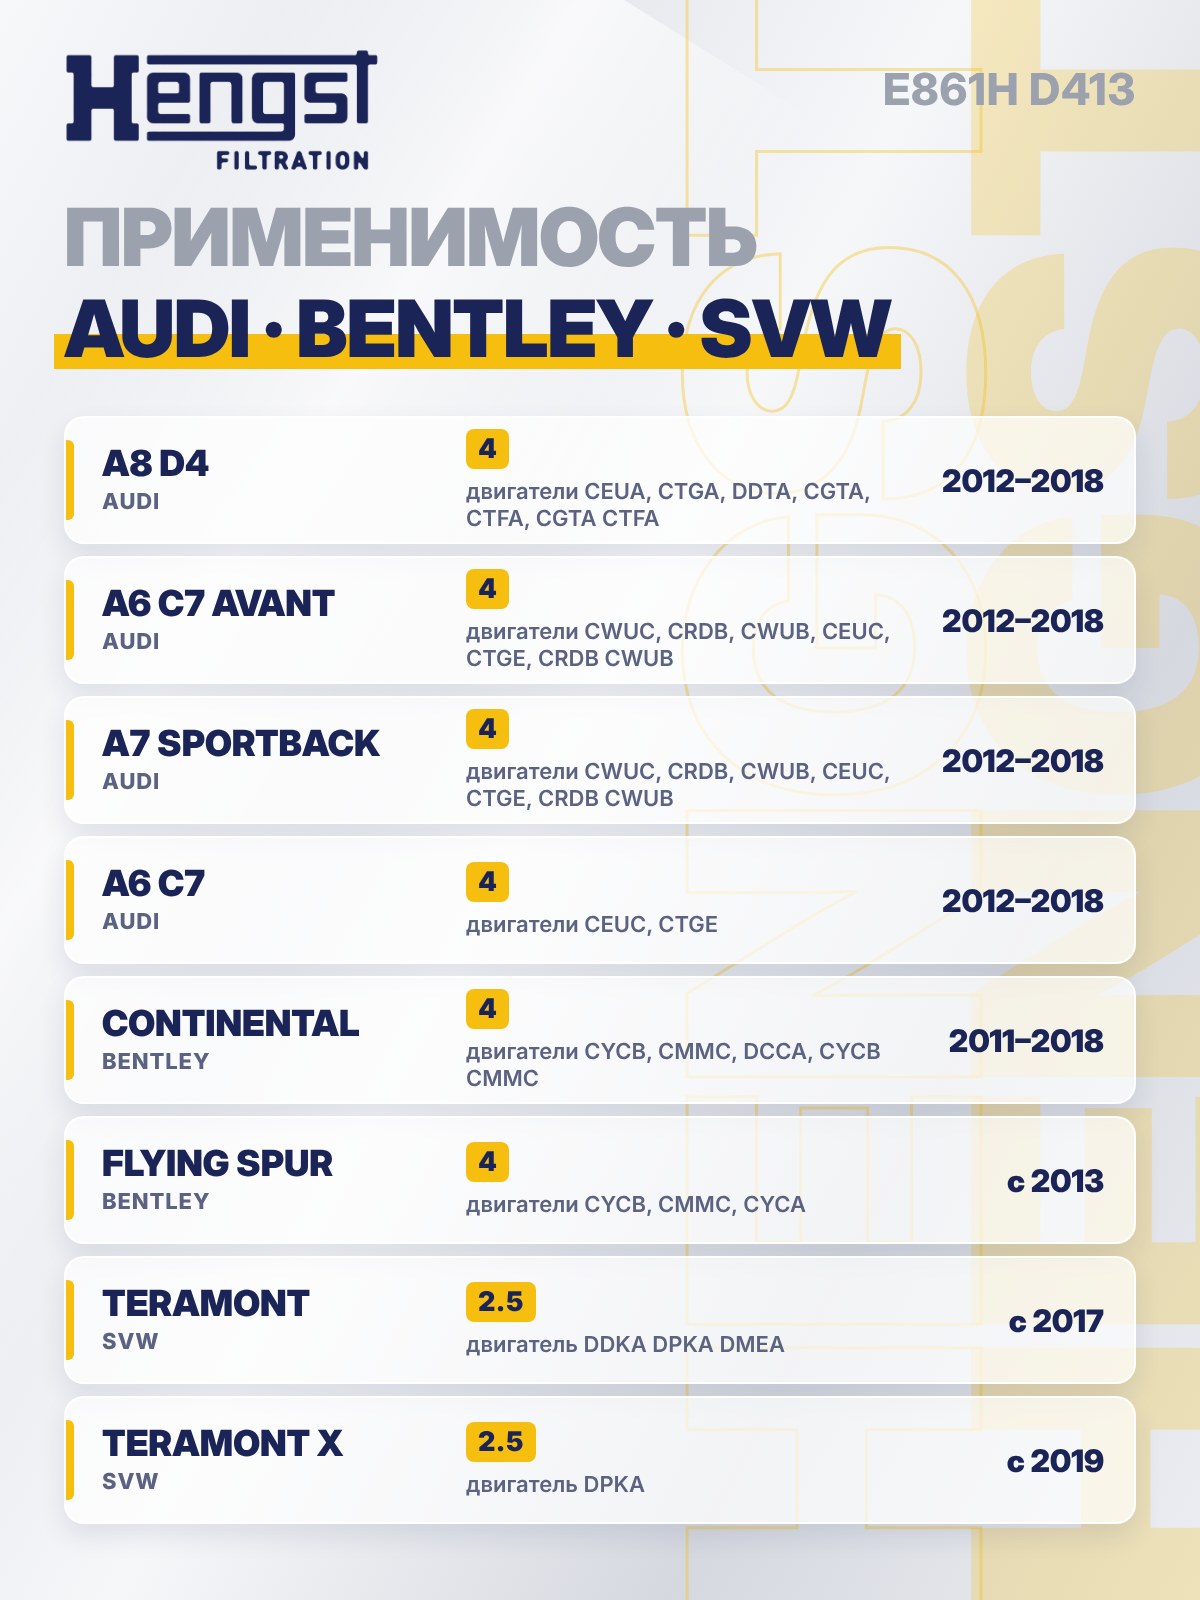 Hengst
FILTRATION
E861H D413
ПРИМЕНИМОСТЬ
AUDI · BENTLEY · SVW
A8 D4
AUDI
4
двигатели CEUA, CTGA, DDTA, CGTA,
CTFA, CGTA CTFA
2012–2018
A6 C7 AVANT
AUDI
4
двигатели CWUC, CRDB, CWUB, CEUC,
CTGE, CRDB CWUB
2012–2018
A7 SPORTBACK
AUDI
4
двигатели CWUC, CRDB, CWUB, CEUC,
CTGE, CRDB CWUB
2012–2018
A6 C7
AUDI
4
двигатели CEUC, CTGE
2012–2018
CONTINENTAL
BENTLEY
4
двигатели CYCB, CMMC, DCCA, CYCB
CMMC
2011–2018
FLYING SPUR
BENTLEY
4
двигатели CYCB, CMMC, CYCA
с 2013
TERAMONT
SVW
2.5
двигатель DDKA DPKA DMEA
с 2017
TERAMONT X
SVW
2.5
двигатель DPKA
с 2019
HENGST
HENGST